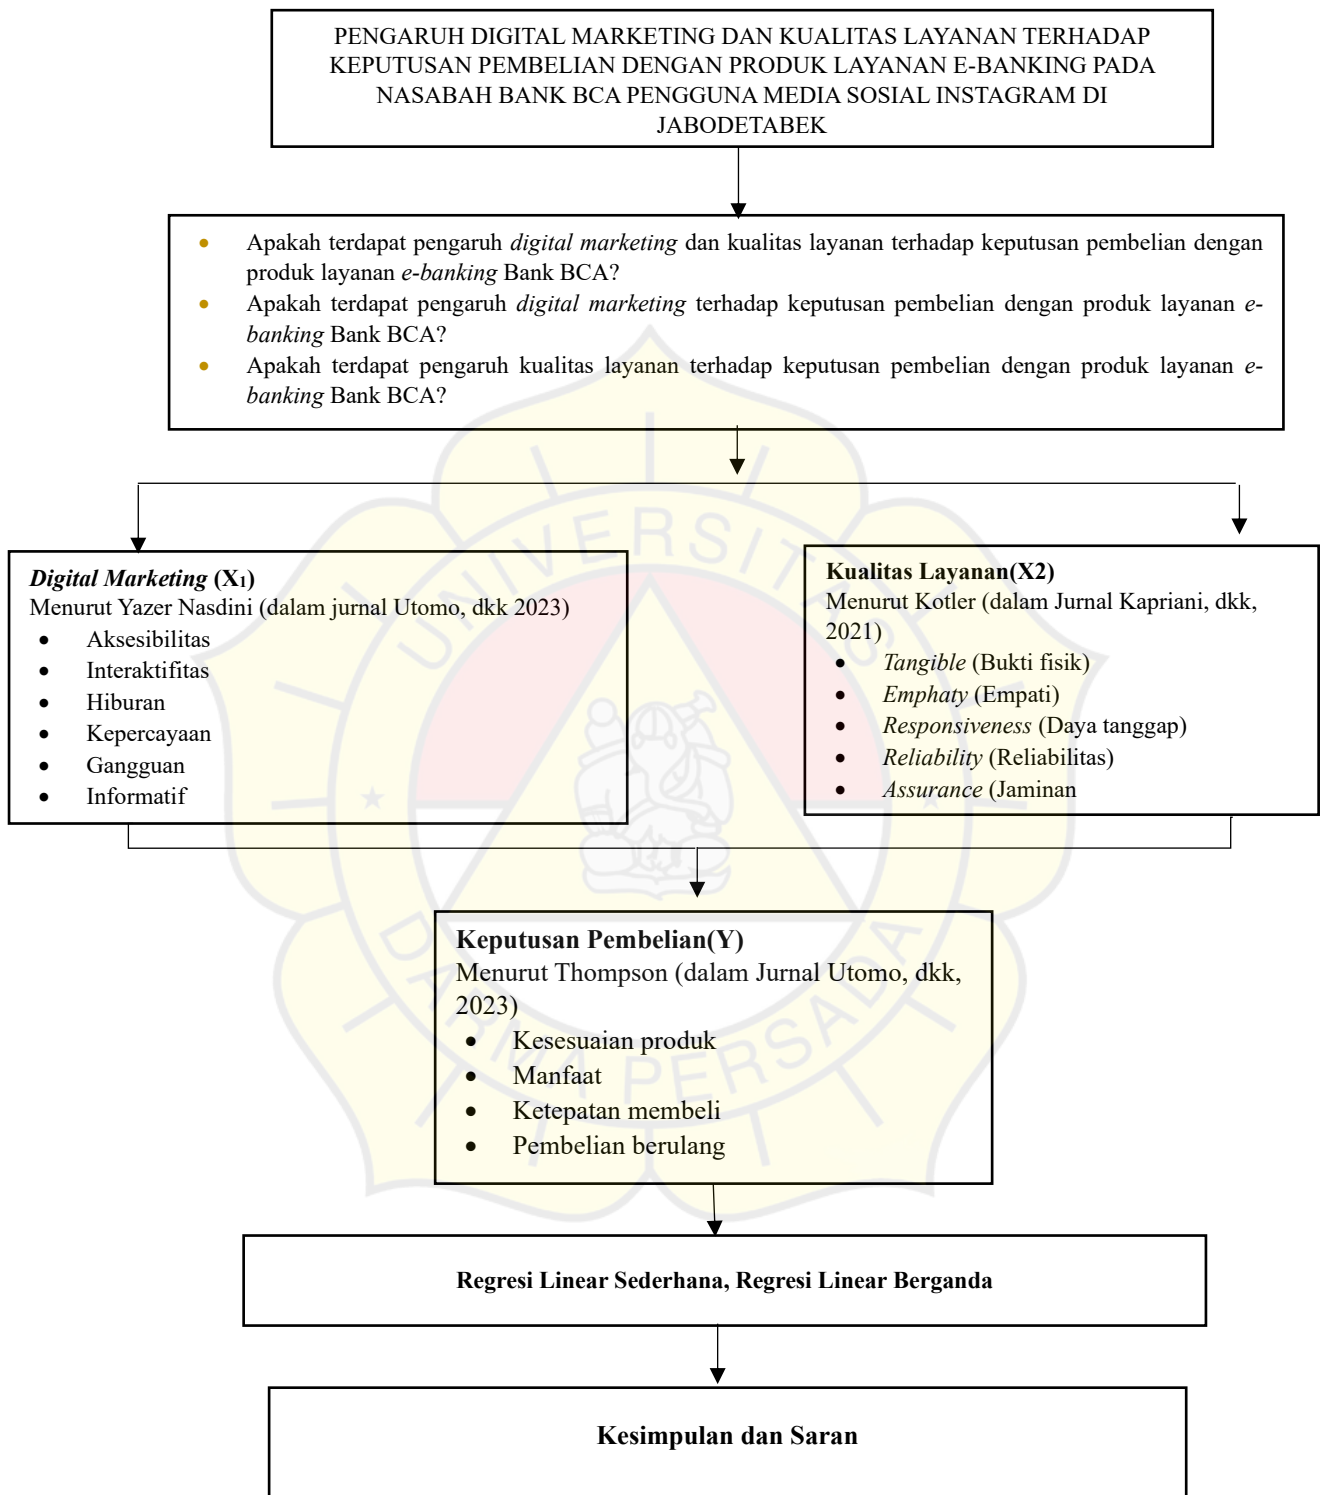 PENGARUH DIGITAL MARKETING DAN KUALITAS LAYANAN TERHADAP
KEPUTUSAN PEMBELIAN DENGAN PRODUK LAYANAN E-BANKING PADA
NASABAH BANK BCA PENGGUNA MEDIA SOSIAL INSTAGRAM DI
JABODETABEK
• Apakah terdapat pengaruh digital marketing dan kualitas layanan terhadap keputusan pembelian dengan
produk layanan e-banking Bank BCA?
• Apakah terdapat pengaruh digital marketing terhadap keputusan pembelian dengan produk layanan e-
banking Bank BCA?
• Apakah terdapat pengaruh kualitas layanan terhadap keputusan pembelian dengan produk layanan e-
banking Bank BCA?
Digital Marketing (X₁)
Menurut Yazer Nasdini (dalam jurnal Utomo, dkk 2023)
• Aksesibilitas
• Interaktifitas
• Hiburan
• Kepercayaan
• Gangguan
• Informatif
Kualitas Layanan(X2)
Menurut Kotler (dalam Jurnal Kapriani, dkk,
2021)
• Tangible (Bukti fisik)
• Emphaty (Empati)
• Responsiveness (Daya tanggap)
• Reliability (Reliabilitas)
• Assurance (Jaminan
Keputusan Pembelian(Y)
Menurut Thompson (dalam Jurnal Utomo, dkk,
2023)
• Kesesuaian produk
• Manfaat
• Ketepatan membeli
• Pembelian berulang
Regresi Linear Sederhana, Regresi Linear Berganda
Kesimpulan dan Saran
UNIVERSITAS
DARMA PERSADA